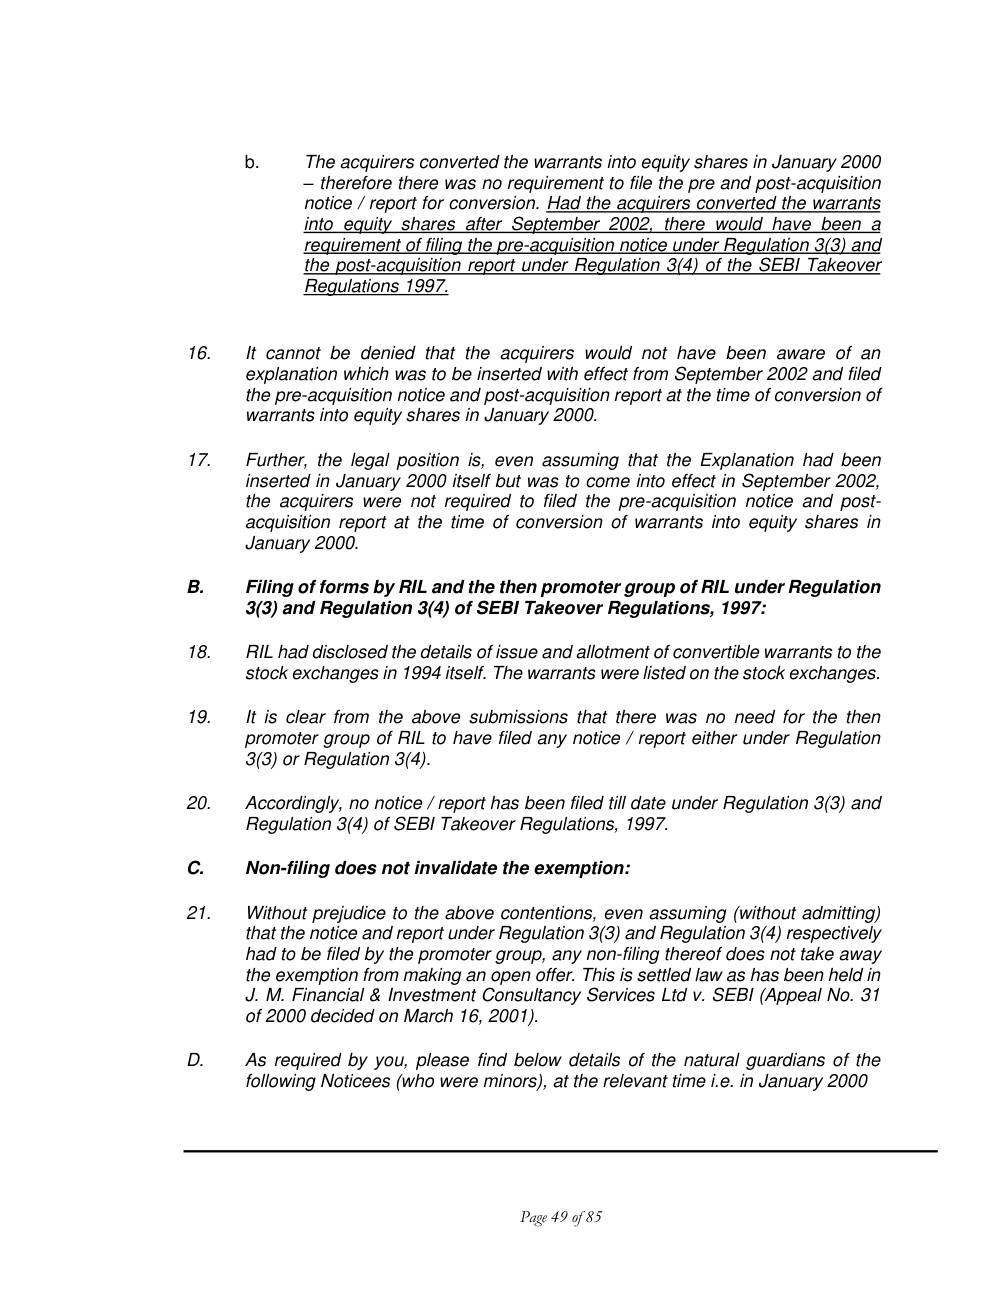 b. The acquirers converted the warrants into equity shares in January 2000
– therefore there was no requirement to file the pre and post-acquisition
notice / report for conversion. Had the acquirers converted the warrants
into equity shares after September 2002, there would have been a
requirement of filing the pre-acquisition notice under Regulation 3(3) and
the post-acquisition report under Regulation 3(4) of the SEBI Takeover
Regulations 1997.
16. It cannot be denied that the acquirers would not have been aware of an
explanation which was to be inserted with effect from September 2002 and filed
the pre-acquisition notice and post-acquisition report at the time of conversion of
warrants into equity shares in January 2000.
17. Further, the legal position is, even assuming that the Explanation had been
inserted in January 2000 itself but was to come into effect in September 2002,
the acquirers were not required to filed the pre-acquisition notice and post-
acquisition report at the time of conversion of warrants into equity shares in
January 2000.
B. Filing of forms by RIL and the then promoter group of RIL under Regulation
3(3) and Regulation 3(4) of SEBI Takeover Regulations, 1997:
18. RIL had disclosed the details of issue and allotment of convertible warrants to the
stock exchanges in 1994 itself. The warrants were listed on the stock exchanges.
19. It is clear from the above submissions that there was no need for the then
promoter group of RIL to have filed any notice / report either under Regulation
3(3) or Regulation 3(4).
20. Accordingly, no notice / report has been filed till date under Regulation 3(3) and
Regulation 3(4) of SEBI Takeover Regulations, 1997.
C. Non-filing does not invalidate the exemption:
21. Without prejudice to the above contentions, even assuming (without admitting)
that the notice and report under Regulation 3(3) and Regulation 3(4) respectively
had to be filed by the promoter group, any non-filing thereof does not take away
the exemption from making an open offer. This is settled law as has been held in
J. M. Financial & Investment Consultancy Services Ltd v. SEBI (Appeal No. 31
of 2000 decided on March 16, 2001).
D. As required by you, please find below details of the natural guardians of the
following Noticees (who were minors), at the relevant time i.e. in January 2000
Page 49 of 85